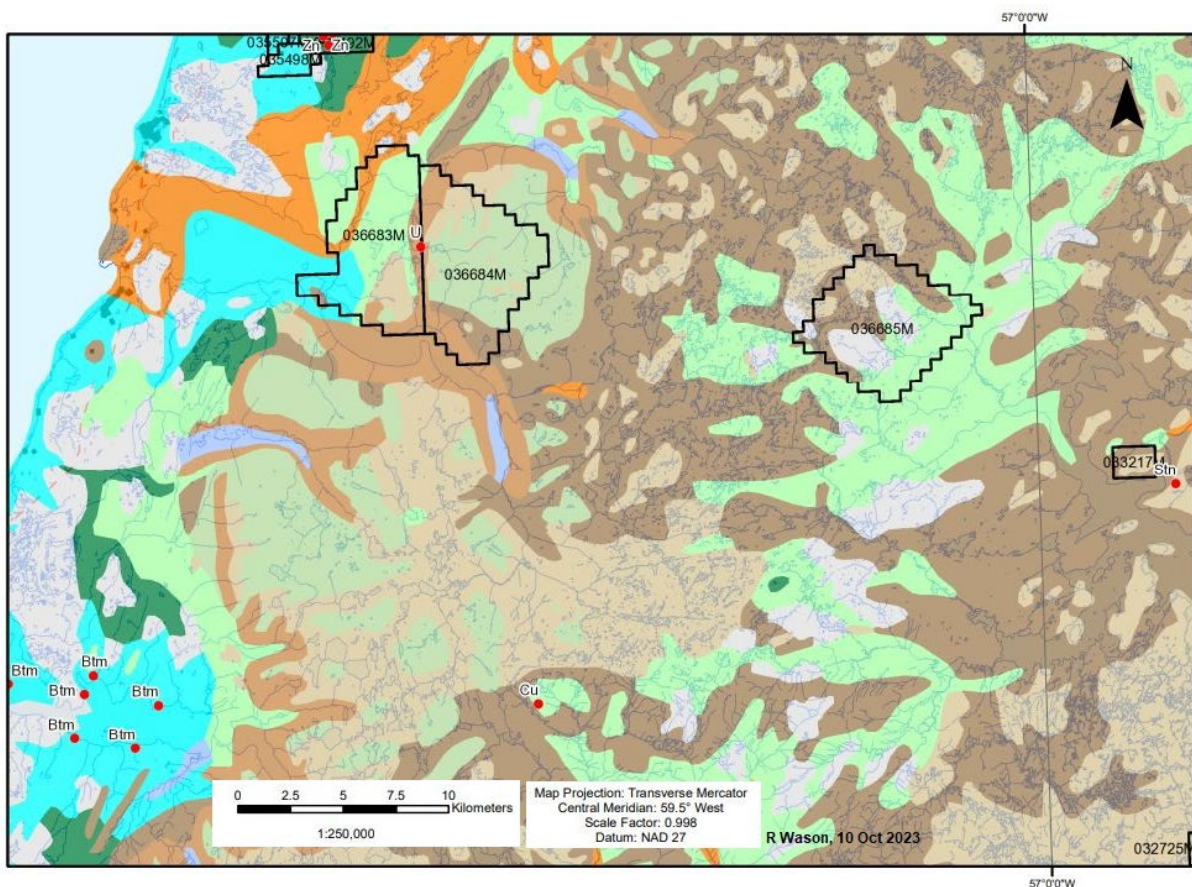 57°0'0"W
N
Zn
Zn
035498M
036683M
U
036684M
036685M
033217M
Stn
Btm
Btm
Btm
Btm
Btm
Btm
Cu
0 2.5 5 7.5 10
Kilometers
1:250,000
Map Projection: Transverse Mercator
Central Meridian: 59.5° West
Scale Factor: 0.998
Datum: NAD 27
R Wason, 10 Oct 2023
032725M
57°0'0"W